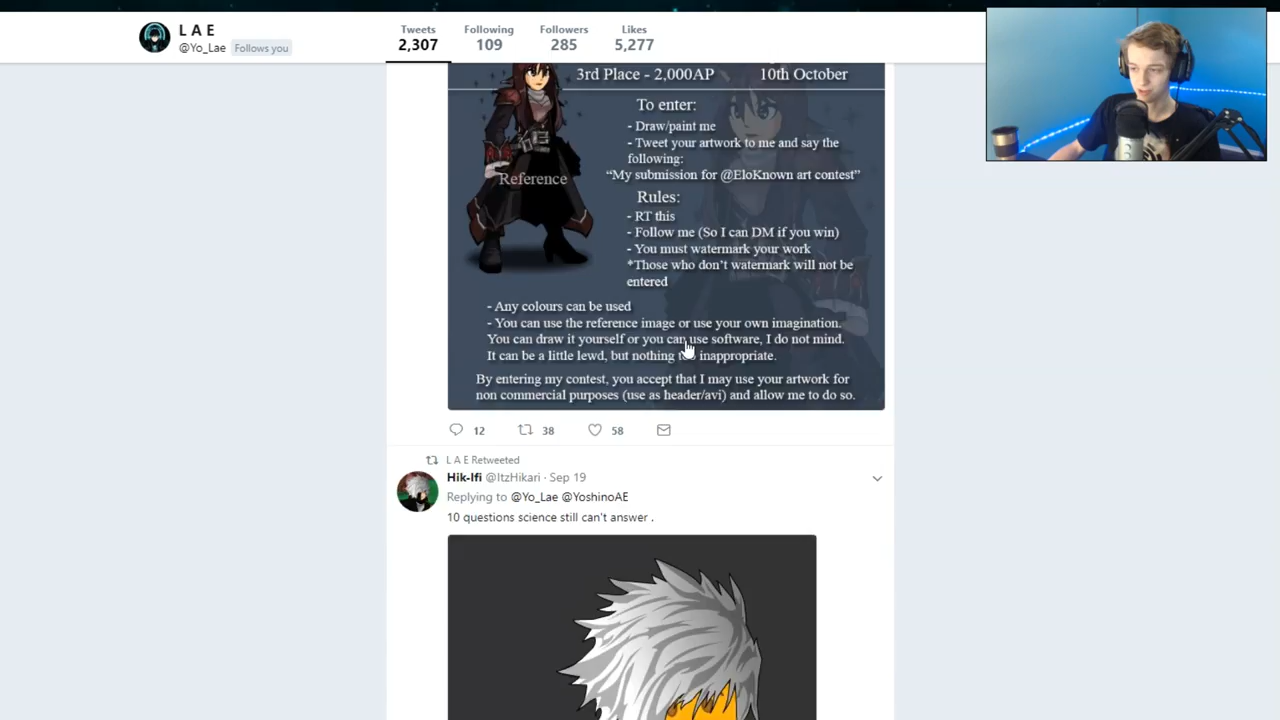 L A E
@Yo_Lae Follows you
Tweets
2,307
Following
109
Followers
285
Likes
5,277
3rd Place - 2,000AP
10th October
To enter:
- Draw/paint me
- Tweet your artwork to me and say the
following:
“My submission for @EloKnown art contest”
Reference
Rules:
- RT this
- Follow me (So I can DM if you win)
- You must watermark your work
*Those who don’t watermark will not be
entered
- Any colours can be used
- You can use the reference image or use your own imagination.
You can draw it yourself or you can use software, I do not mind.
It can be a little lewd, but nothing too inappropriate.
By entering my contest, you accept that I may use your artwork for
non commercial purposes (use as header/avi) and allow me to do so.
12
38
58
L A E Retweeted
Hik-Ifi @ItzHikari · Sep 19
Replying to @Yo_Lae @YoshinoAE
10 questions science still can't answer .